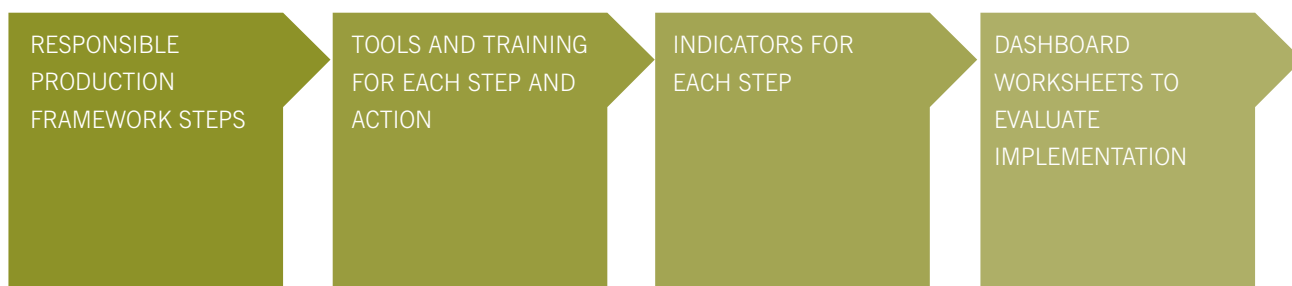 RESPONSIBLE
PRODUCTION
FRAMEWORK STEPS
TOOLS AND TRAINING
FOR EACH STEP AND
ACTION
INDICATORS FOR
EACH STEP
DASHBOARD
WORKSHEETS TO
EVALUATE
IMPLEMENTATION